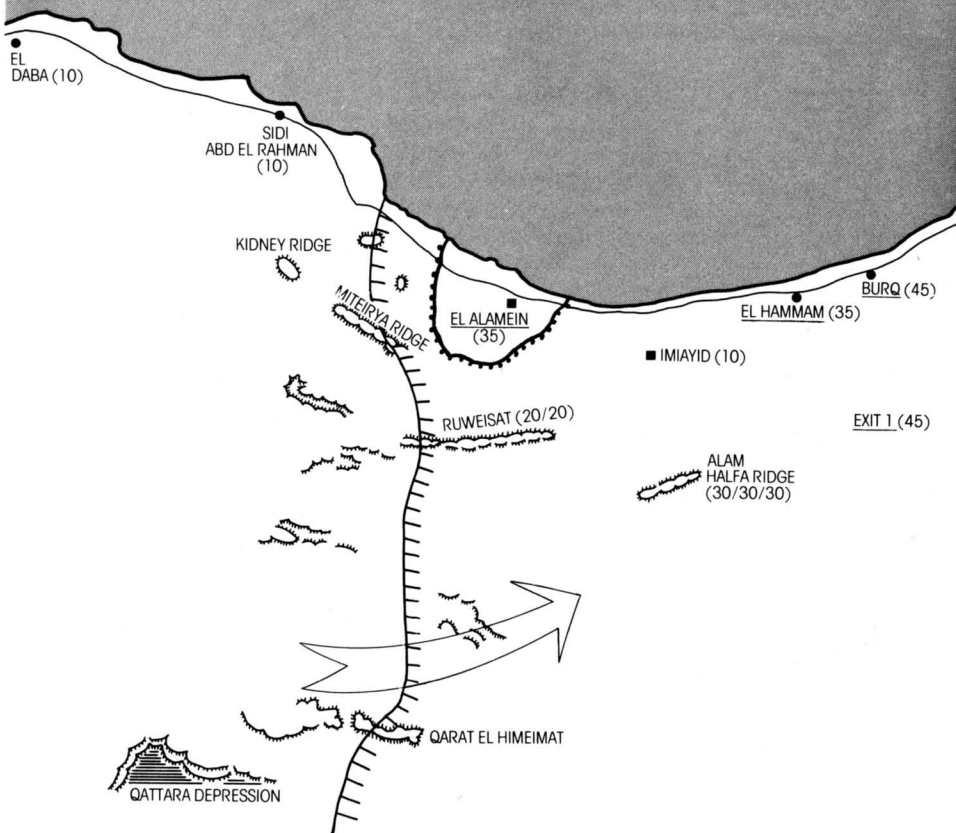 EL
DABA (10)
SIDI
ABD EL RAHMAN
(10)
KIDNEY RIDGE
MITEIRYA RIDGE
EL ALAMEIN
(35)
BURQ (45)
EL HAMMAM (35)
IMIAYID (10)
RUWEISAT (20/20)
EXIT 1 (45)
ALAM
HALFA RIDGE
(30/30/30)
QARAT EL HIMEIMAT
QATTARA DEPRESSION